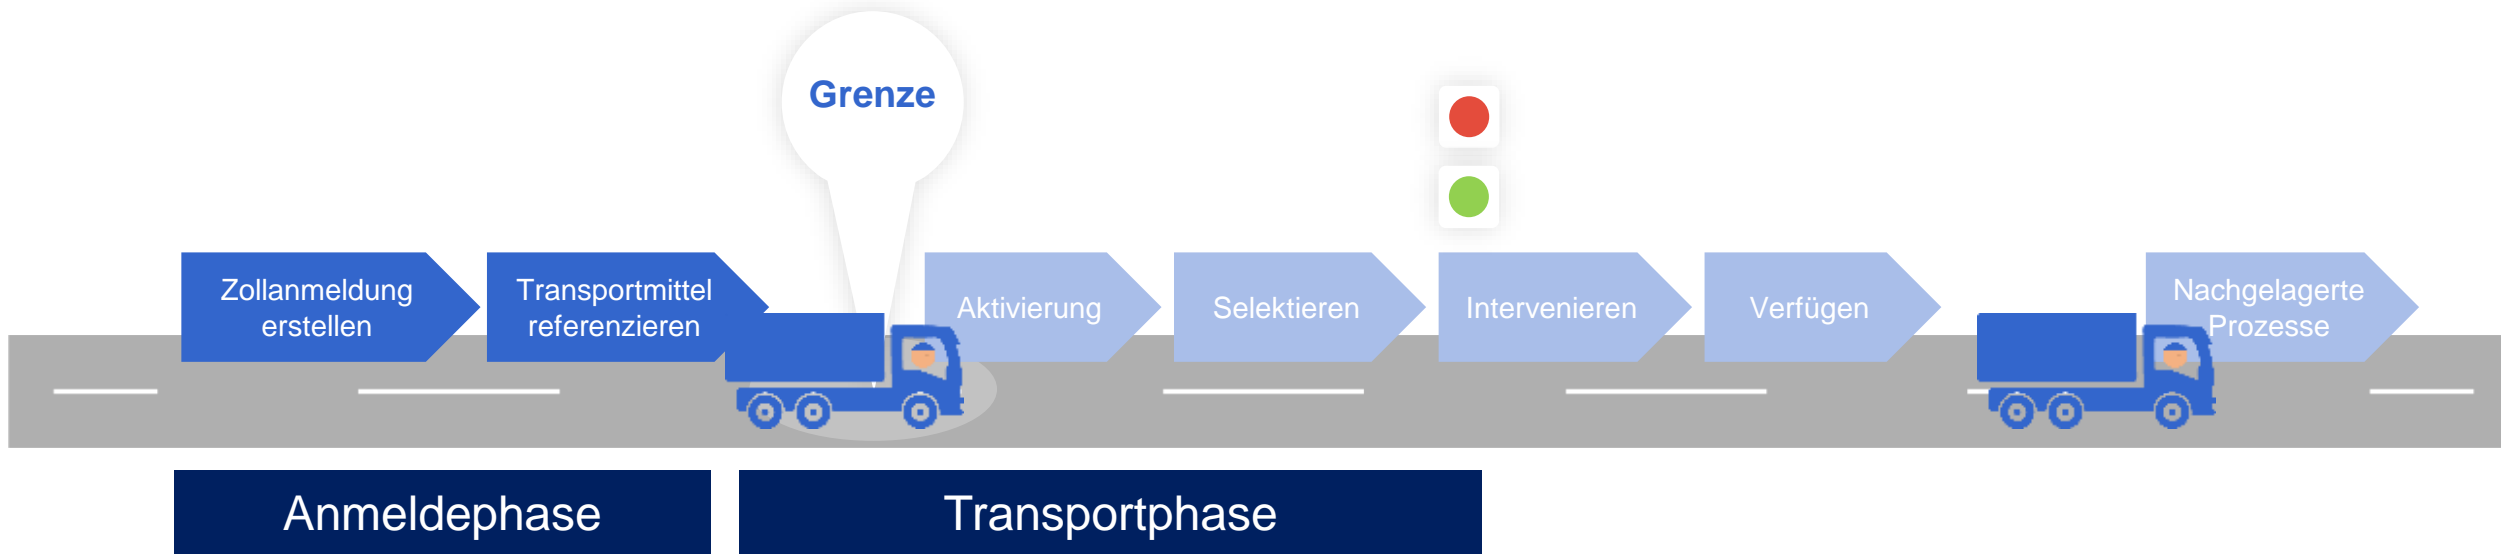 Grenze
Zollanmeldung
erstellen
Transportmittel
referenzieren
Aktivierung
Selektieren
Intervenieren
Verfügen
Nachgelagerte
Prozesse
Anmeldephase
Transportphase